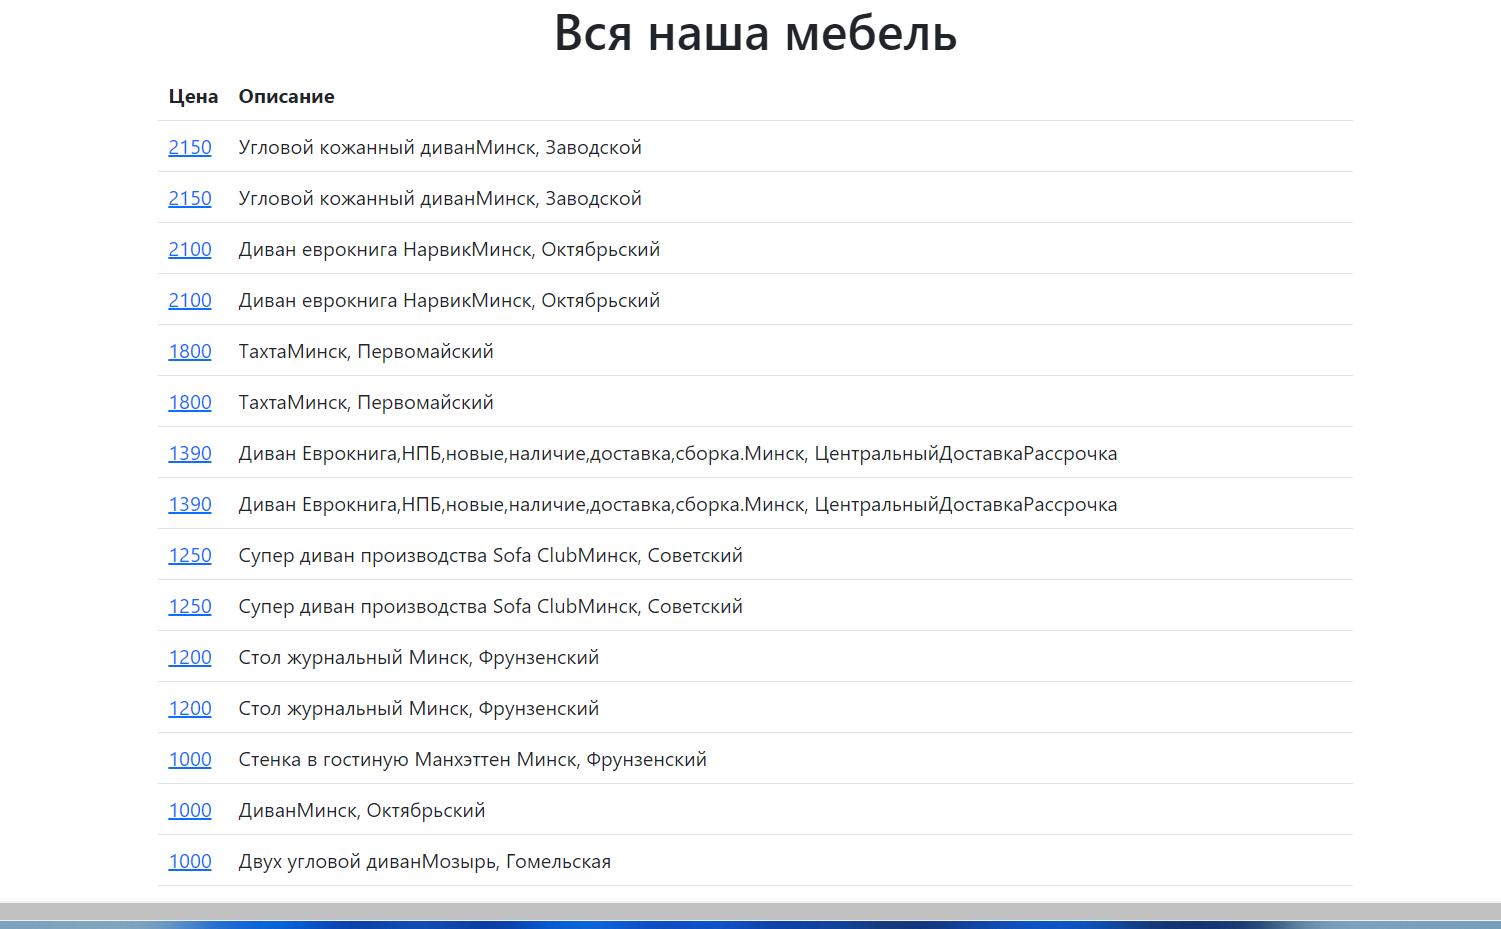 Вся наша мебель
Цена Описание
2150 Угловой кожанный диванМинск, Заводской
2150 Угловой кожанный диванМинск, Заводской
2100 Диван еврокнига НарвикМинск, Октябрьский
2100 Диван еврокнига НарвикМинск, Октябрьский
1800 ТахтаМинск, Первомайский
1800 ТахтаМинск, Первомайский
1390 Диван Еврокнига,НПБ,новые,наличие,доставка,сборка.Минск, ЦентральныйДоставкаРассрочка
1390 Диван Еврокнига,НПБ,новые,наличие,доставка,сборка.Минск, ЦентральныйДоставкаРассрочка
1250 Супер диван производства Sofa ClubМинск, Советский
1250 Супер диван производства Sofa ClubМинск, Советский
1200 Стол журнальный Минск, Фрунзенский
1200 Стол журнальный Минск, Фрунзенский
1000 Стенка в гостиную Манхэттен Минск, Фрунзенский
1000 ДиванМинск, Октябрьский
1000 Двух угловой диванМозырь, Гомельская